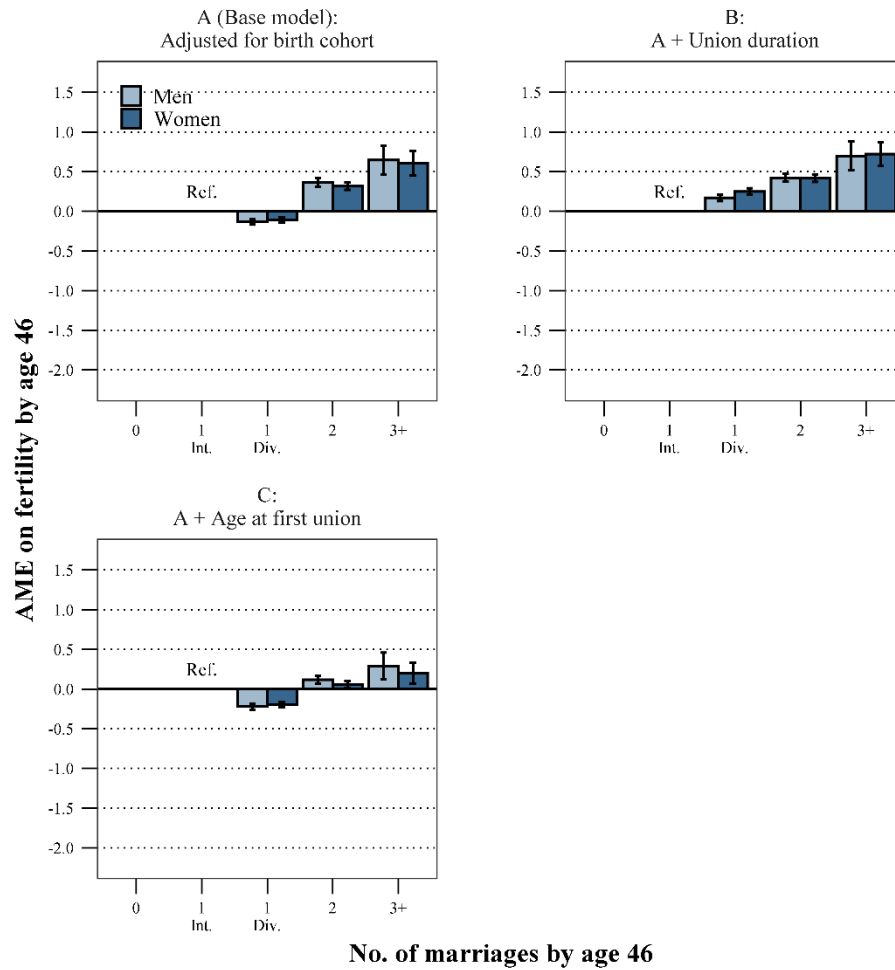 A (Base model):
Adjusted for birth cohort
1.5
1.0
0.5
0.0
-0.5
-1.0
-1.5
-2.0
Men
Women
Ref.
0 1 1 2 3+
Int. Div.
B:
A + Union duration
1.5
1.0
0.5
0.0
-0.5
-1.0
-1.5
-2.0
Ref.
0 1 1 2 3+
Int. Div.
C:
A + Age at first union
1.5
1.0
0.5
0.0
-0.5
-1.0
-1.5
-2.0
Ref.
0 1 1 2 3+
Int. Div.
AME on fertility by age 46
No. of marriages by age 46